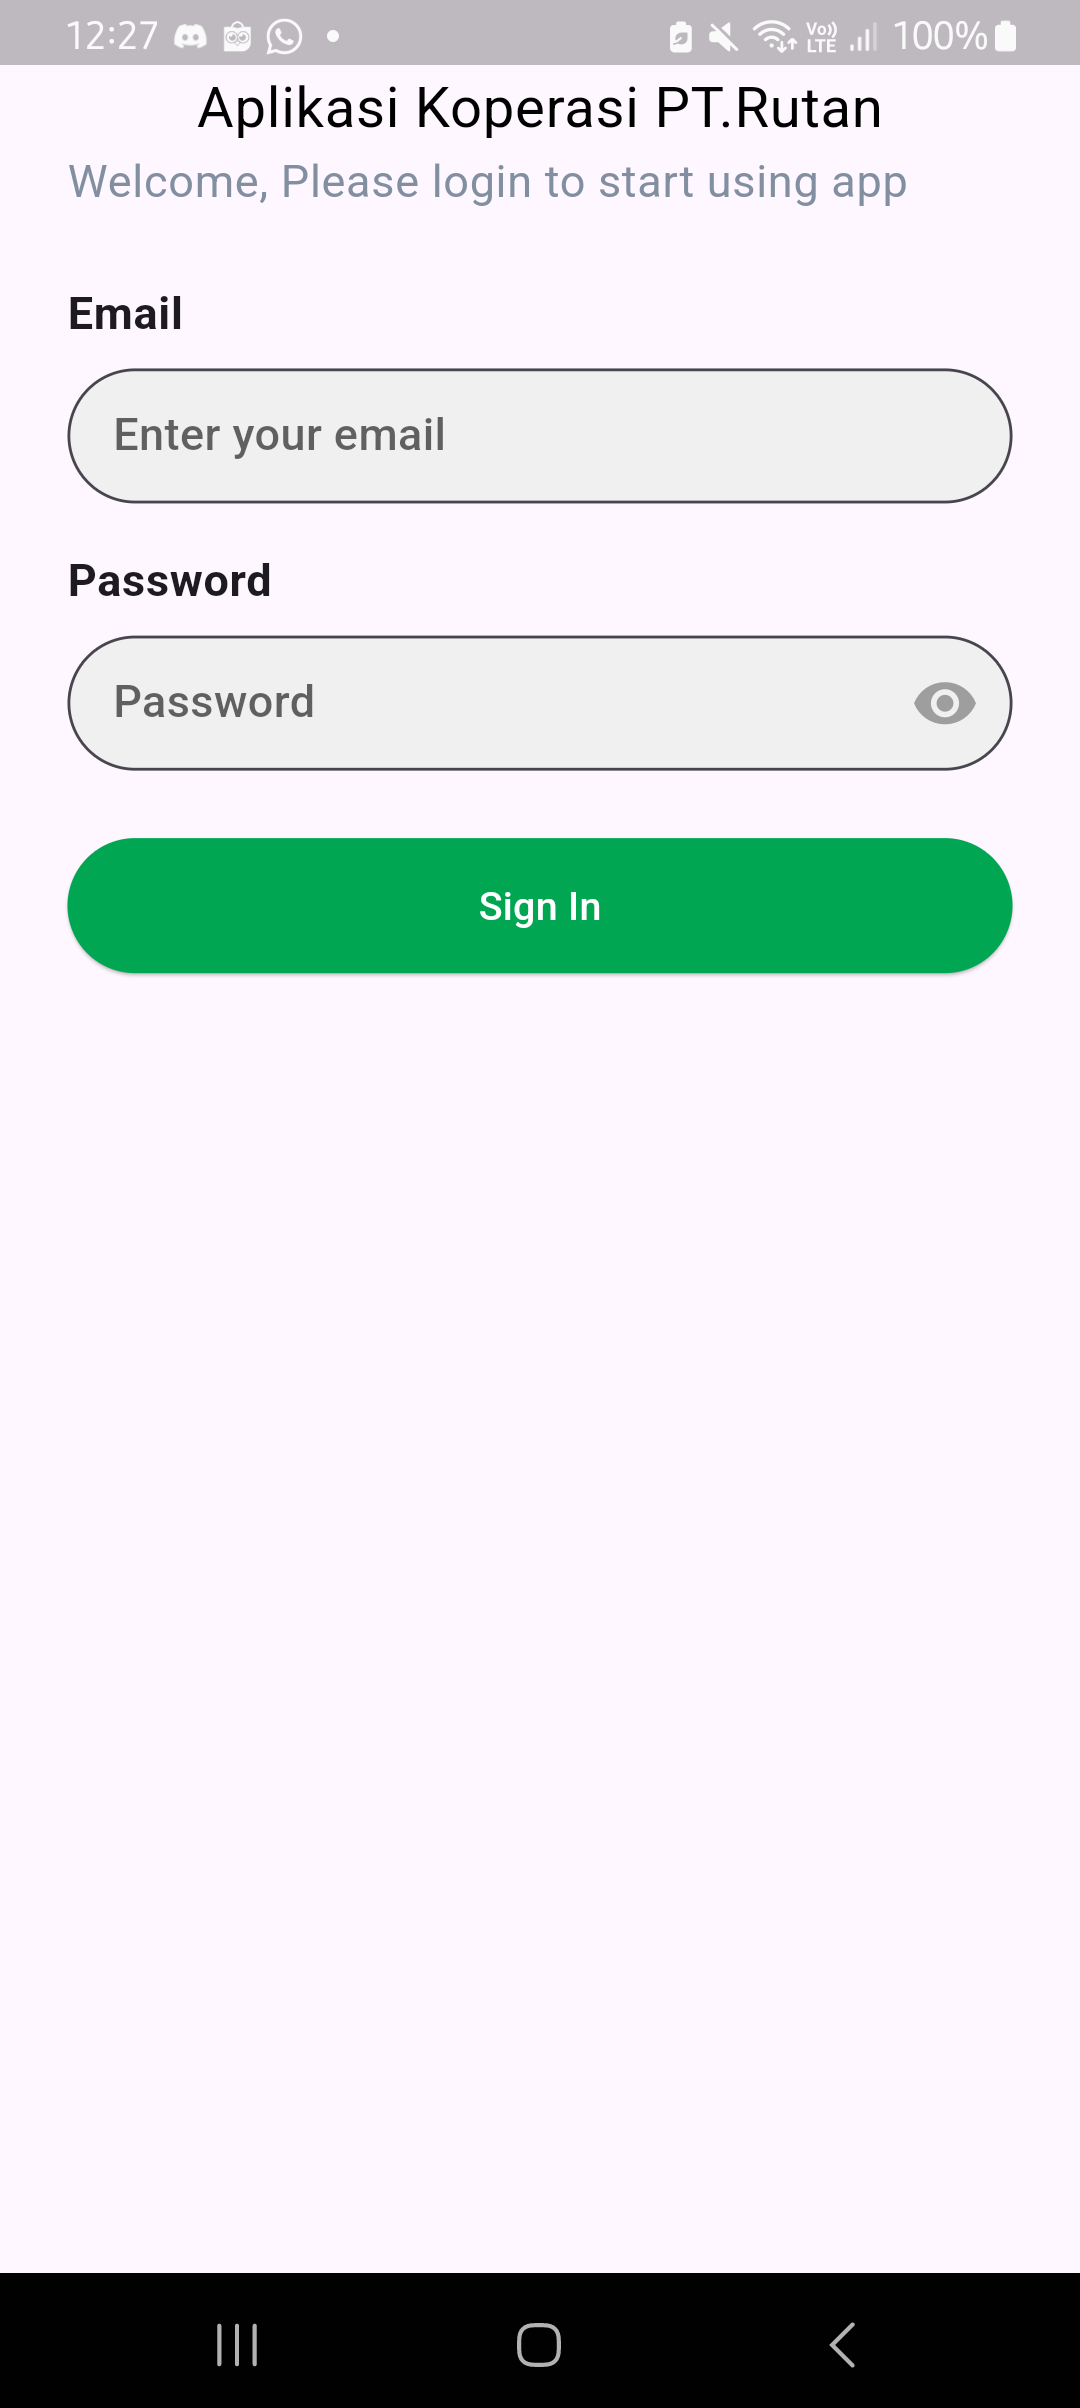 12:27 Vo LTE 100%
Aplikasi Koperasi PT.Rutan
Welcome, Please login to start using app
Email
Enter your email
Password
Password
Sign In